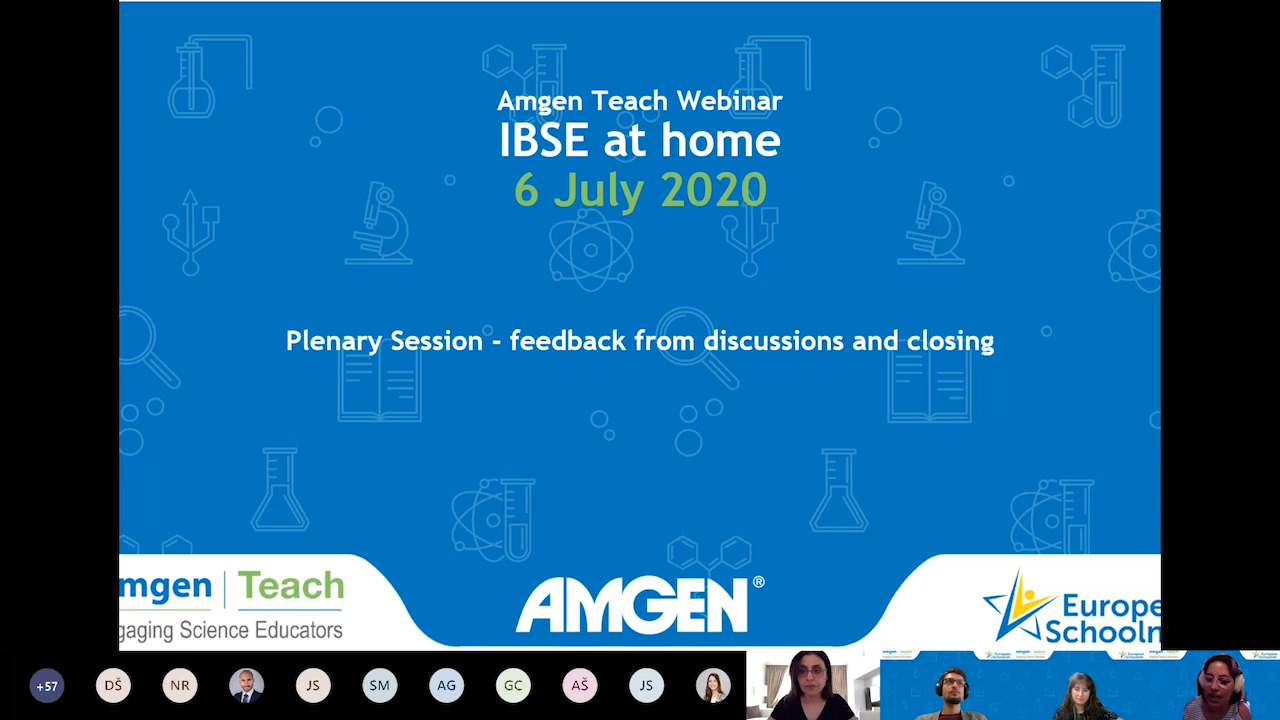 Amgen Teach Webinar
IBSE at home
6 July 2020
Plenary Session - feedback from discussions and closing
mgen | Teach
gaging Science Educators
AMGEN®
Europe
Schooln
+57
DŠ
NR
JS
SM
AG
GC
AŠ
JS